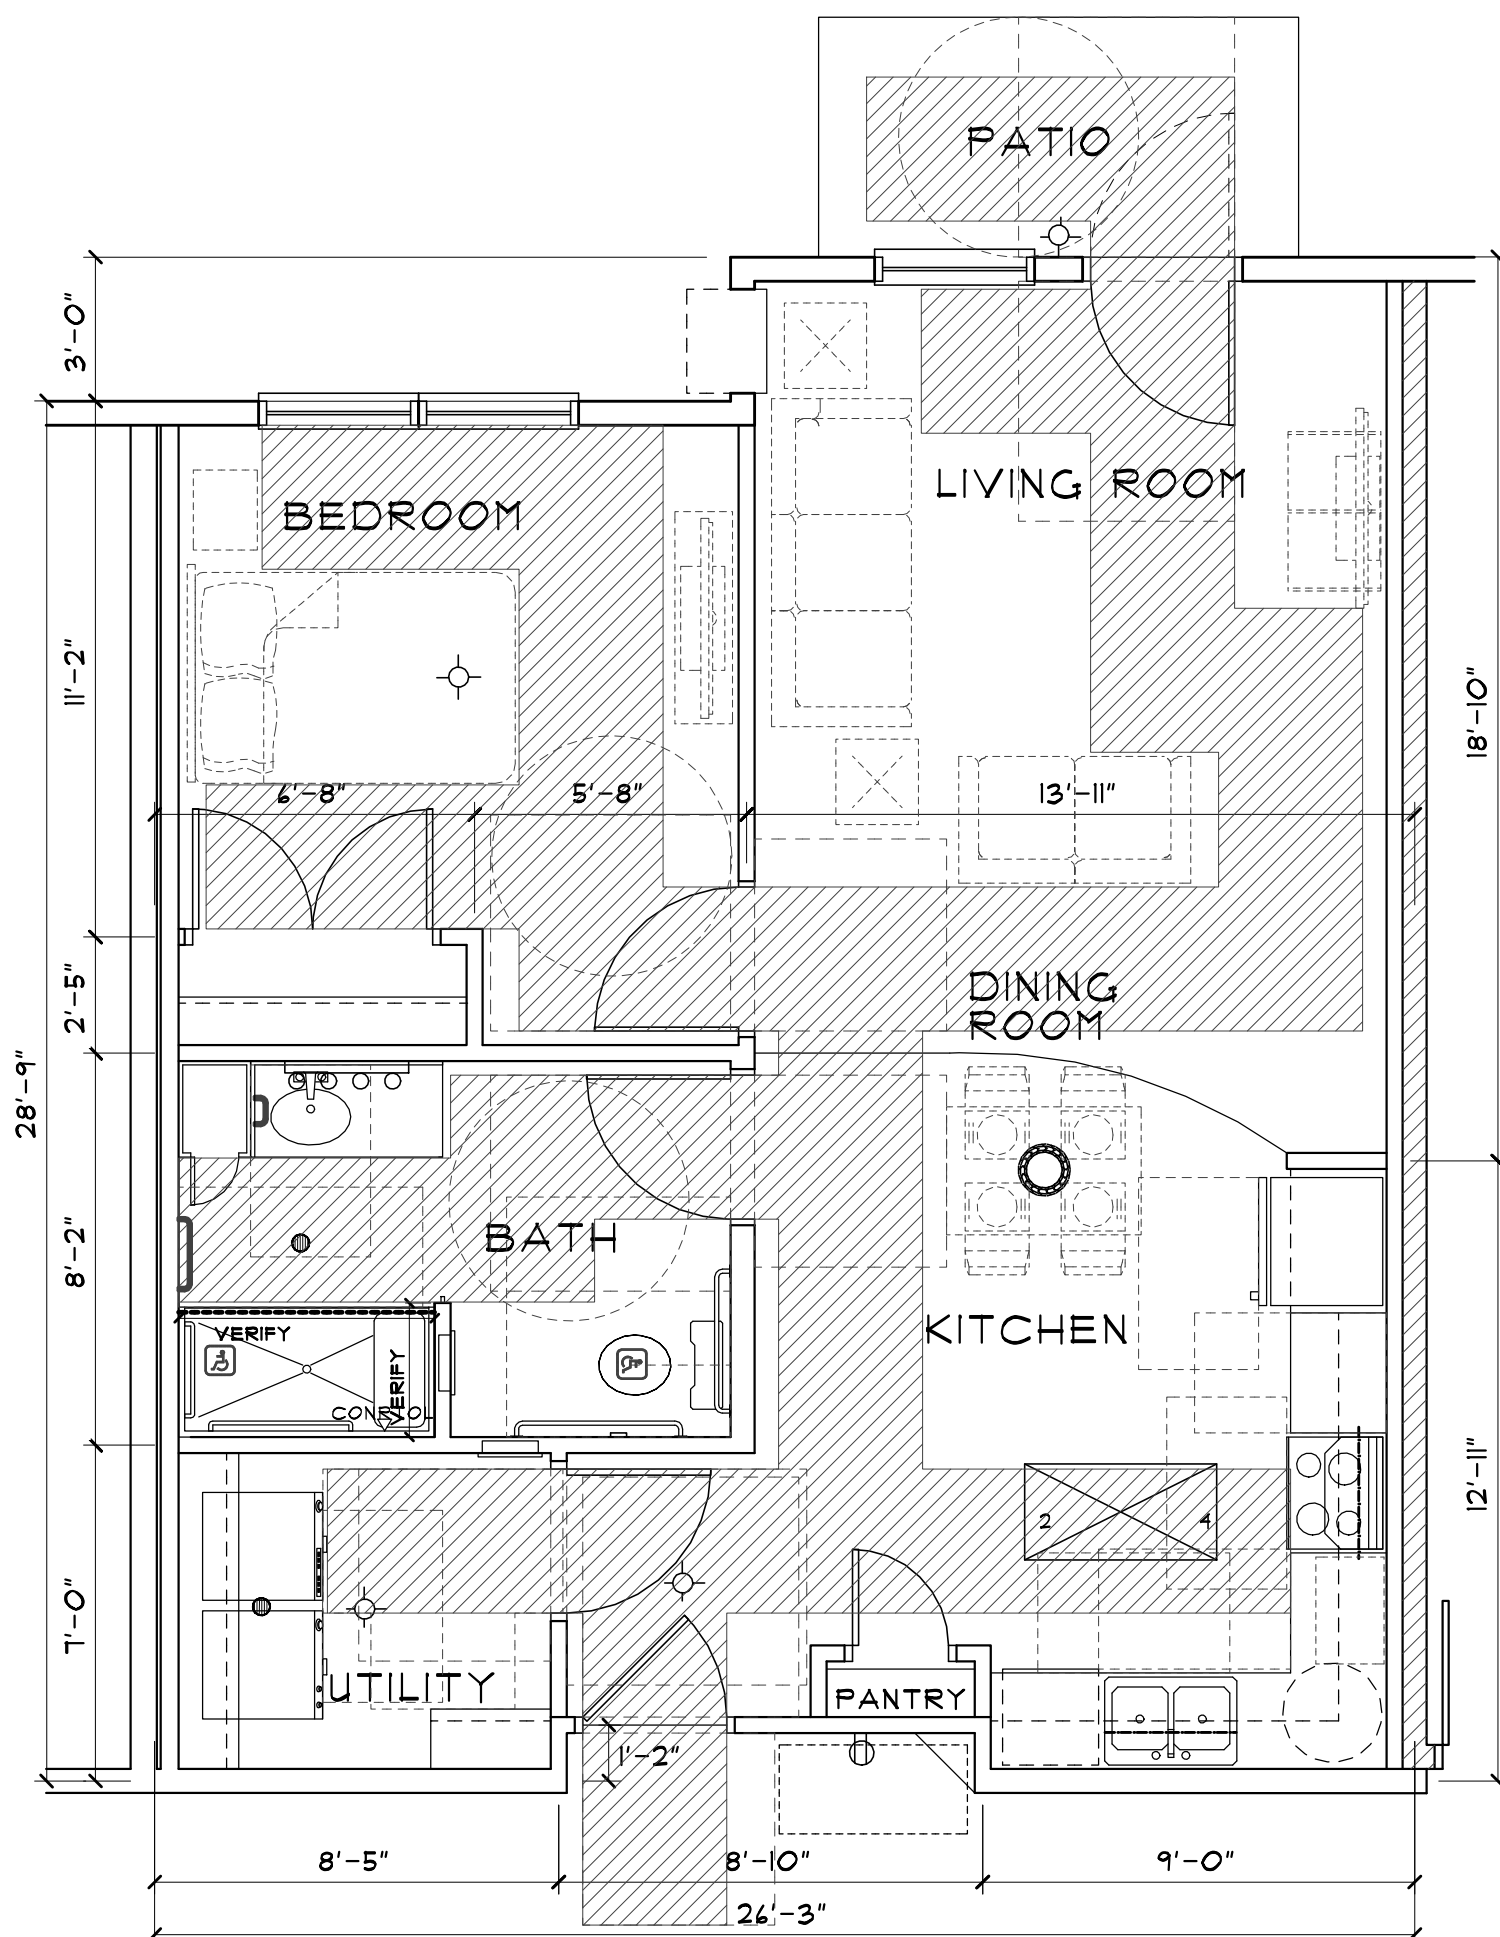 PATIO
3'-0"
LIVING ROOM
BEDROOM
11'-2"
18'-10"
6'-8"
5'-8"
13'-11"
DINING
ROOM
2'-5"
28'-9"
8'-2"
BATH
KITCHEN
VERIFY
VERIFY
12'-11"
2
4
7'-0"
UTILITY
PANTRY
1'-2"
8'-5"
8'-10"
9'-0"
26'-3"